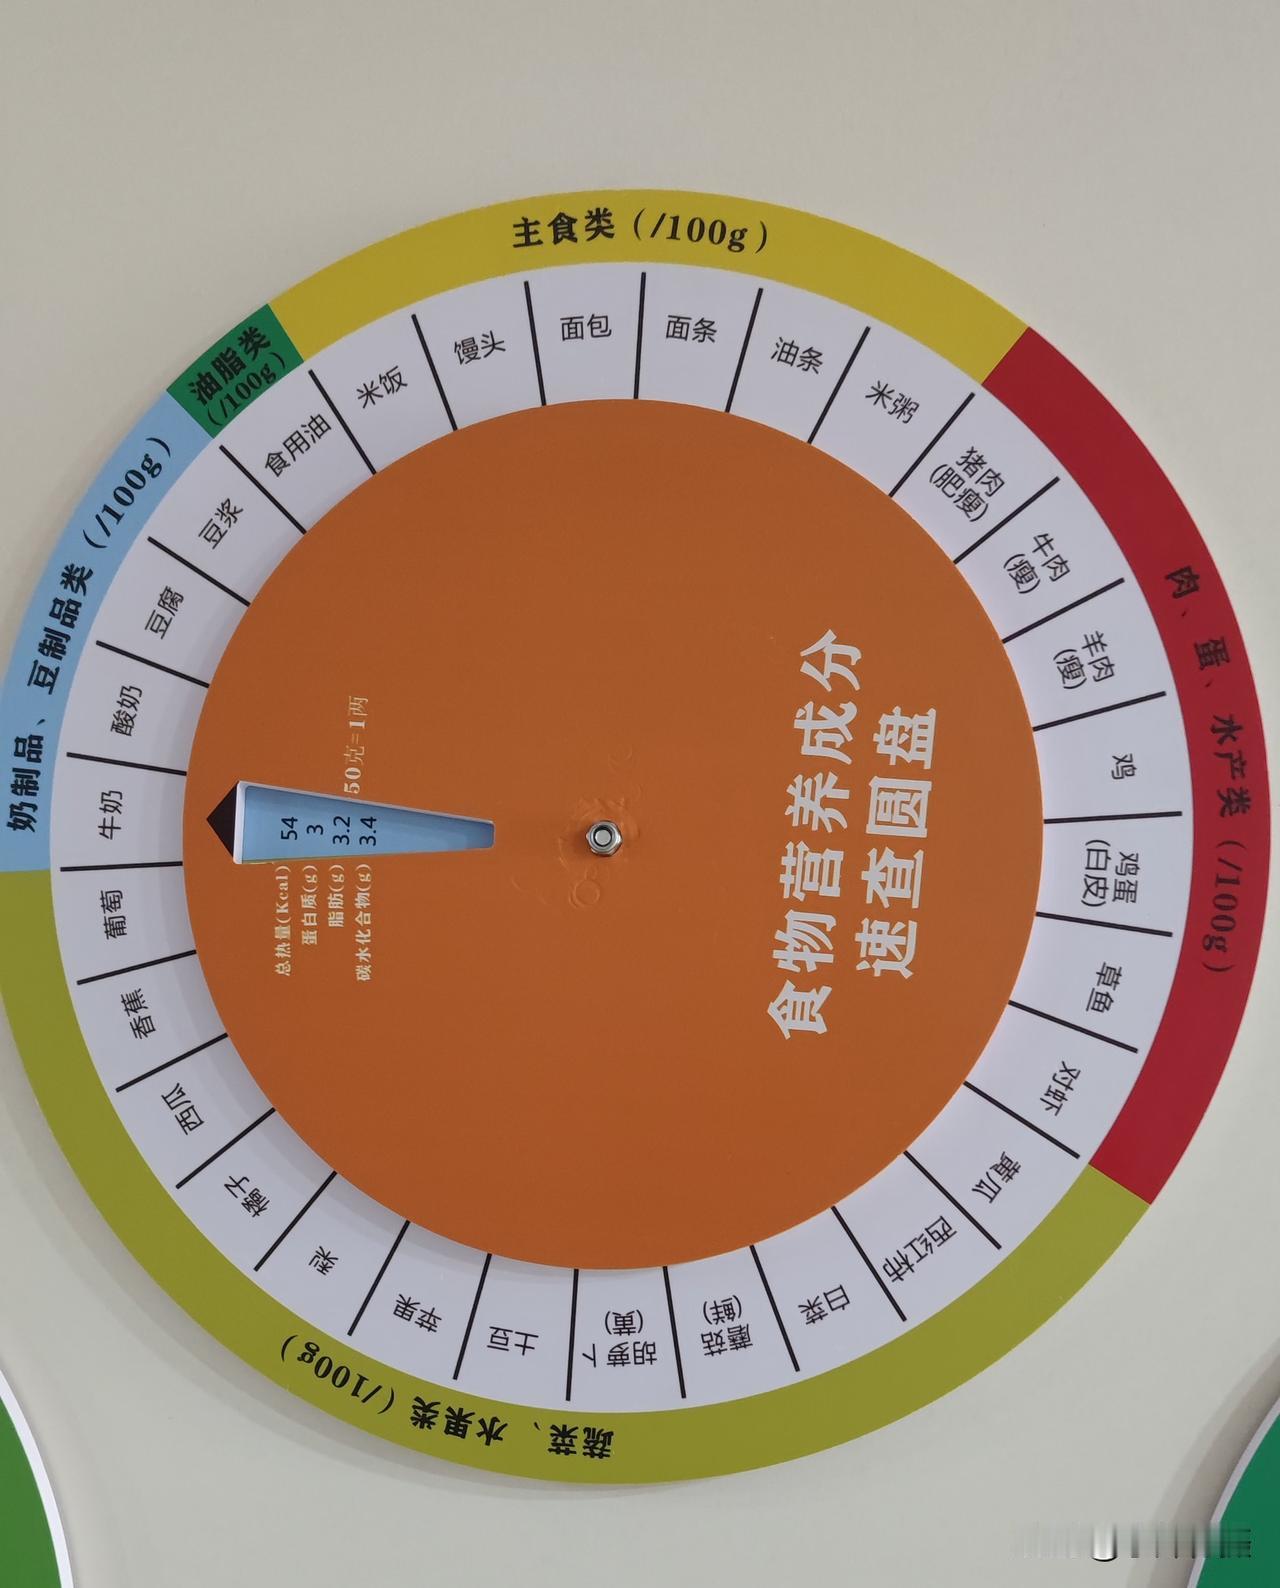 主食类（/100g）
米饭
馒头
面包
面条
油条
米粥
肉、蛋、水产类（/100g）
猪肉
(肥瘦)
牛肉
(瘦)
羊肉
(瘦)
鸡
鸡蛋
(白皮)
草鱼
对虾
蔬菜、水果类（/100g）
黄瓜
西红柿
白菜
蘑菇
(鲜)
胡萝卜
(黄)
土豆
苹果
梨
橘子
西瓜
香蕉
葡萄
奶制品、豆制品类（/100g）
牛奶
酸奶
豆腐
豆浆
油脂类
(/100g)
食用油
食物营养成分
速查圆盘
50克=1两
总热量(Kcal) 54
蛋白质(g) 3
脂肪(g) 3.2
碳水化合物(g) 3.4